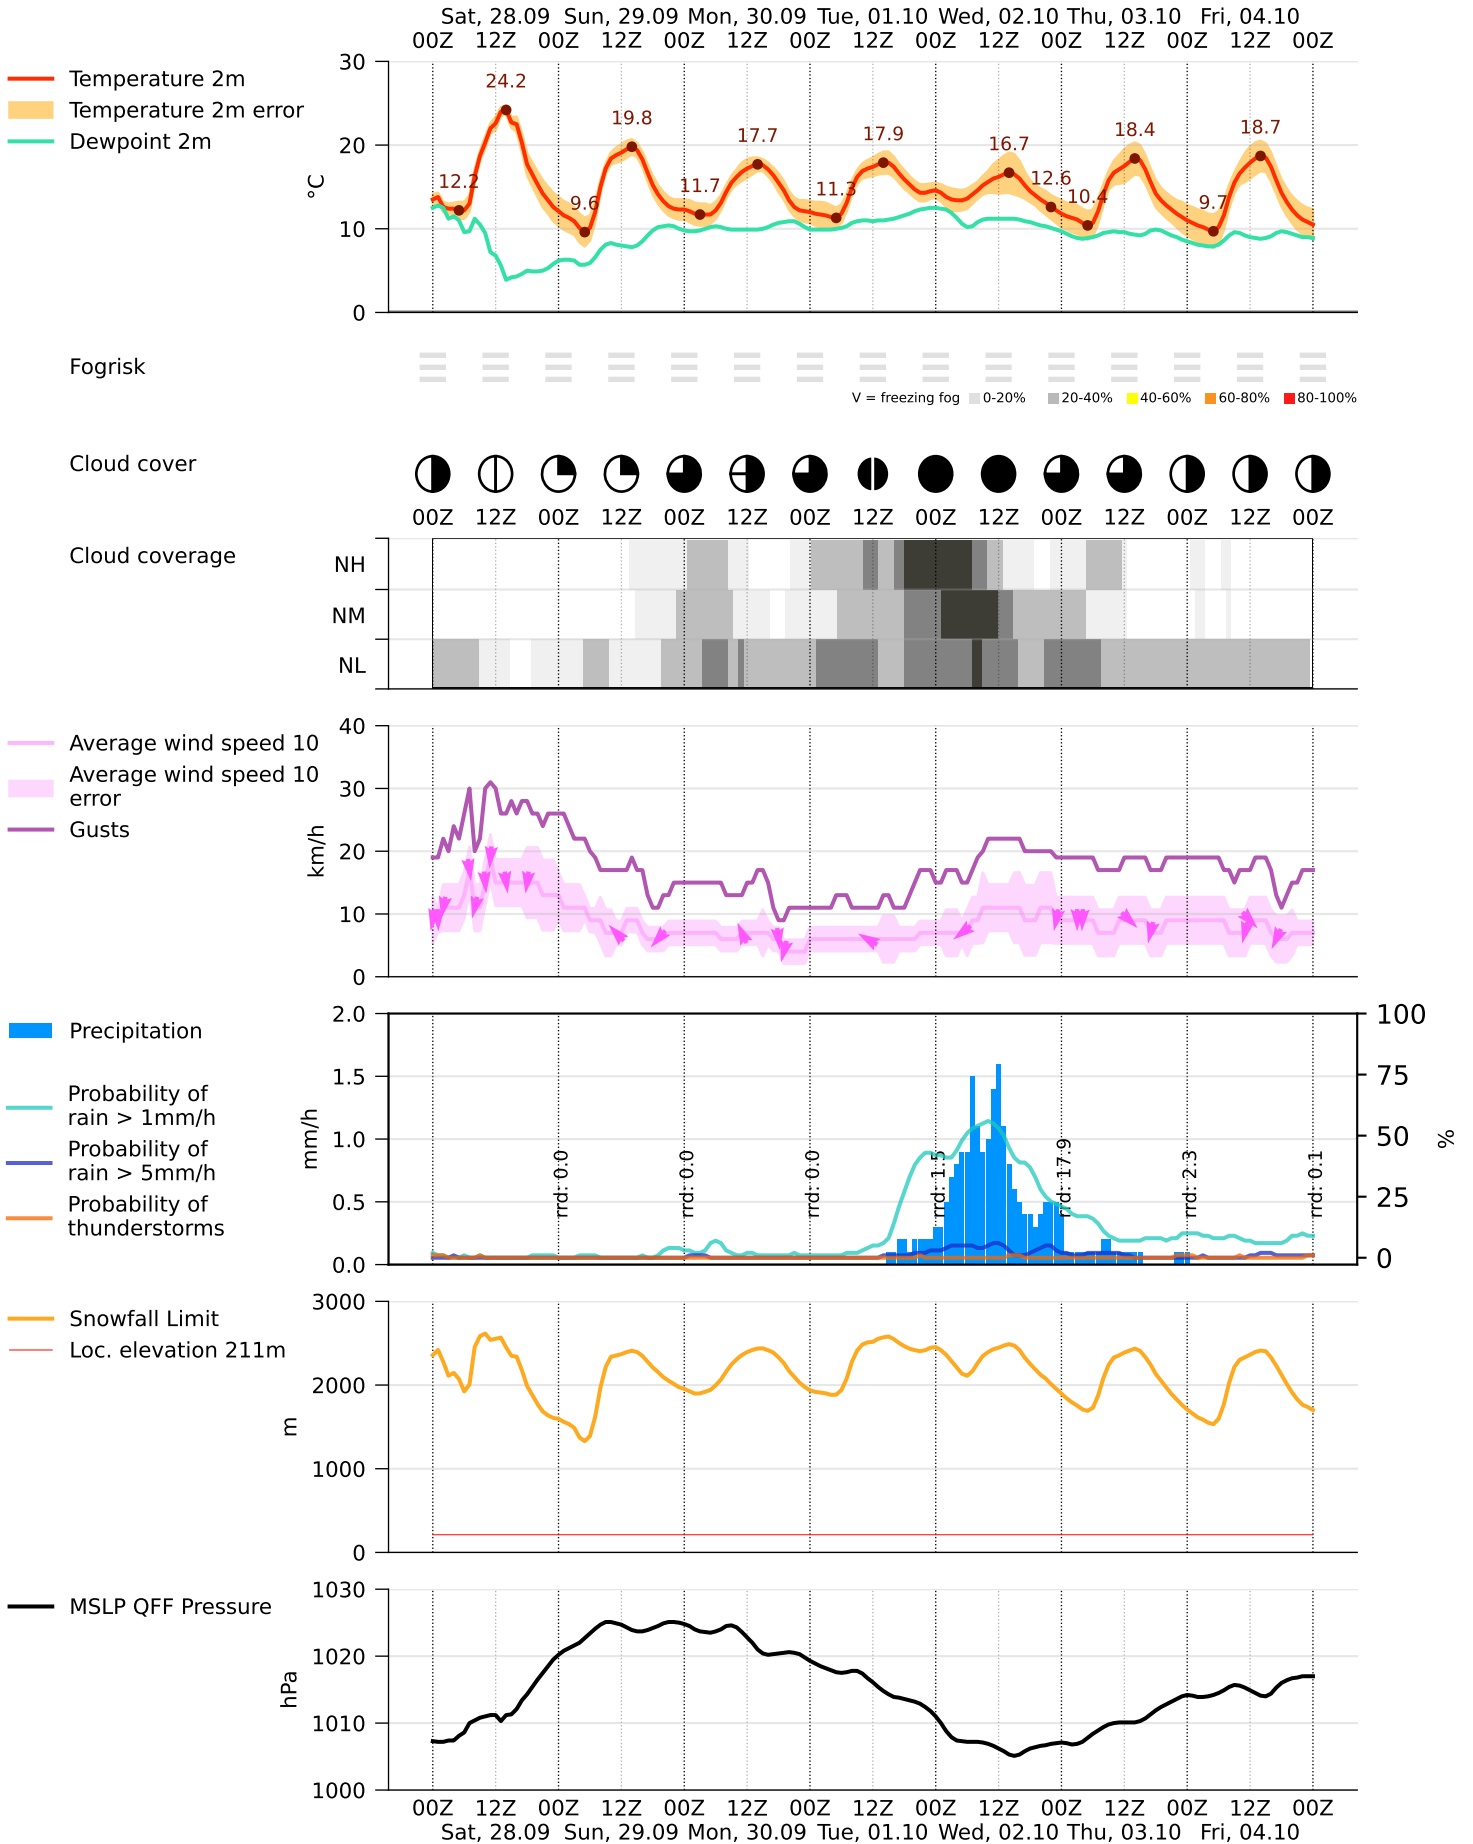 Sat, 28.09 Sun, 29.09 Mon, 30.09 Tue, 01.10 Wed, 02.10 Thu, 03.10 Fri, 04.10
00Z 12Z 00Z 12Z 00Z 12Z 00Z 12Z 00Z 12Z 00Z 12Z 00Z 12Z 00Z
Temperature 2m
Temperature 2m error
Dewpoint 2m
°C
30
20
10
0
12.2 24.2 9.6 19.8 11.7 17.7 11.3 17.9 16.7 12.6 10.4 18.4 9.7 18.7
Fogrisk
V = freezing fog 0-20% 20-40% 40-60% 60-80% 80-100%
Cloud cover
00Z 12Z 00Z 12Z 00Z 12Z 00Z 12Z 00Z 12Z 00Z 12Z 00Z 12Z 00Z
Cloud coverage
NH
NM
NL
Average wind speed 10
Average wind speed 10
error
Gusts
km/h
40
30
20
10
0
Precipitation
Probability of
rain > 1mm/h
Probability of
rain > 5mm/h
Probability of
thunderstorms
mm/h
2.0
1.5
1.0
0.5
0.0
rrd: 0.0 rrd: 0.0 rrd: 0.0 rrd: 1.5 rrd: 17.9 rrd: 2.3 rrd: 0.1
100
75
50
25
0
%
Snowfall Limit
Loc. elevation 211m
m
3000
2000
1000
0
MSLP QFF Pressure
hPa
1030
1020
1010
1000
00Z 12Z 00Z 12Z 00Z 12Z 00Z 12Z 00Z 12Z 00Z 12Z 00Z 12Z 00Z
Sat, 28.09 Sun, 29.09 Mon, 30.09 Tue, 01.10 Wed, 02.10 Thu, 03.10 Fri, 04.10